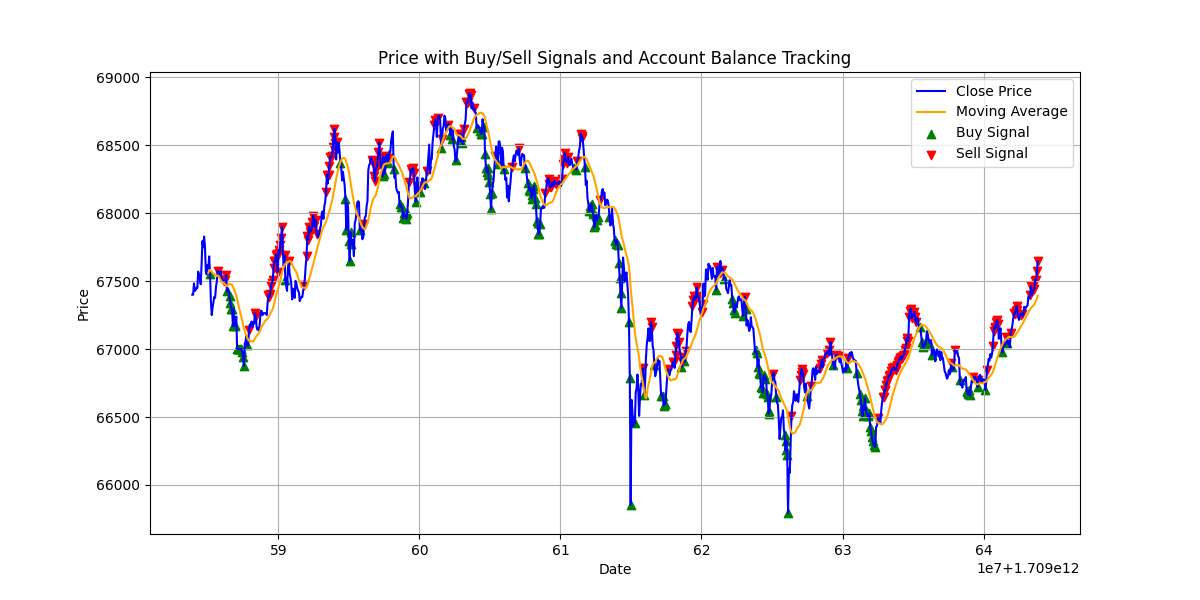 Price with Buy/Sell Signals and Account Balance Tracking
69000
68500
68000
67500
67000
66500
66000
Price
Close Price
Moving Average
Buy Signal
Sell Signal
59
60
61
62
63
64
Date
1e7+1.709e12